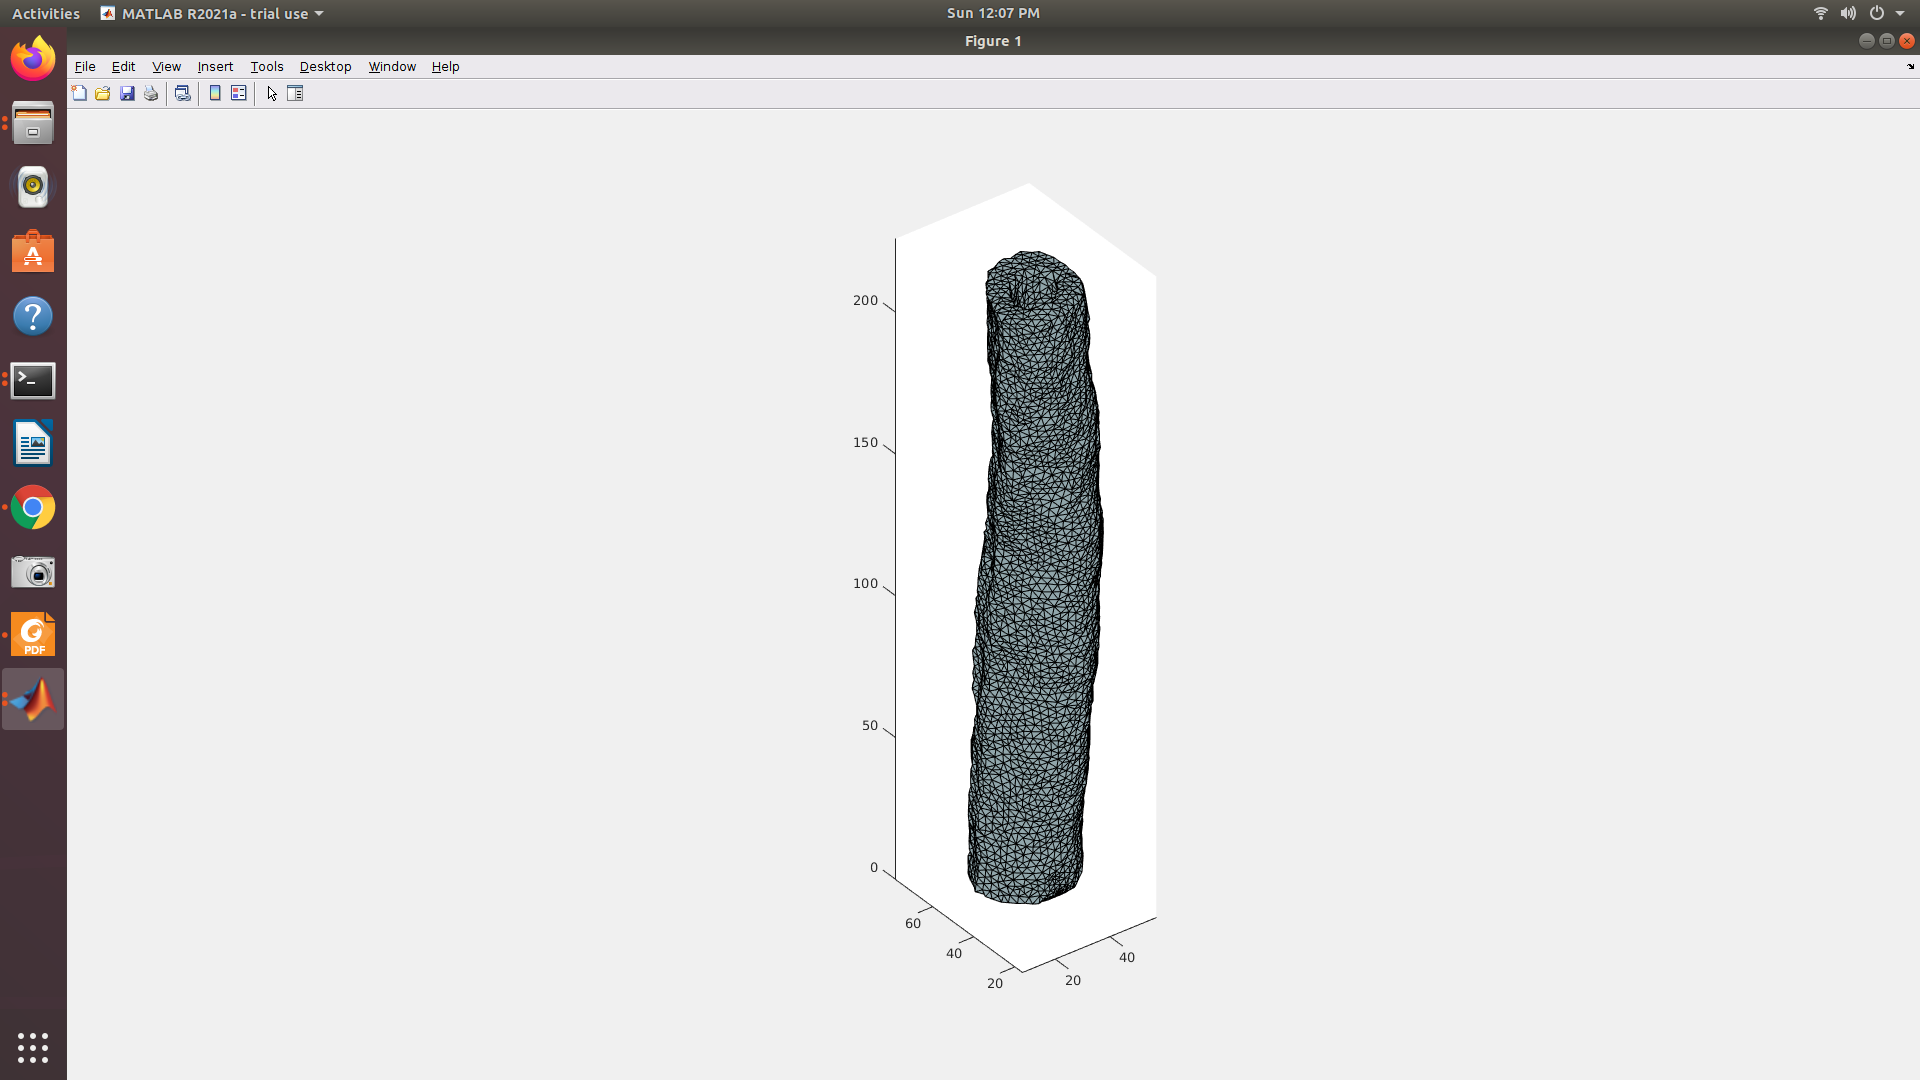 Activities
MATLAB R2021a - trial use
Sun 12:07 PM
Figure 1
File Edit View Insert Tools Desktop Window Help
200
150
100
50
0
60
40
20
20
40
PDF